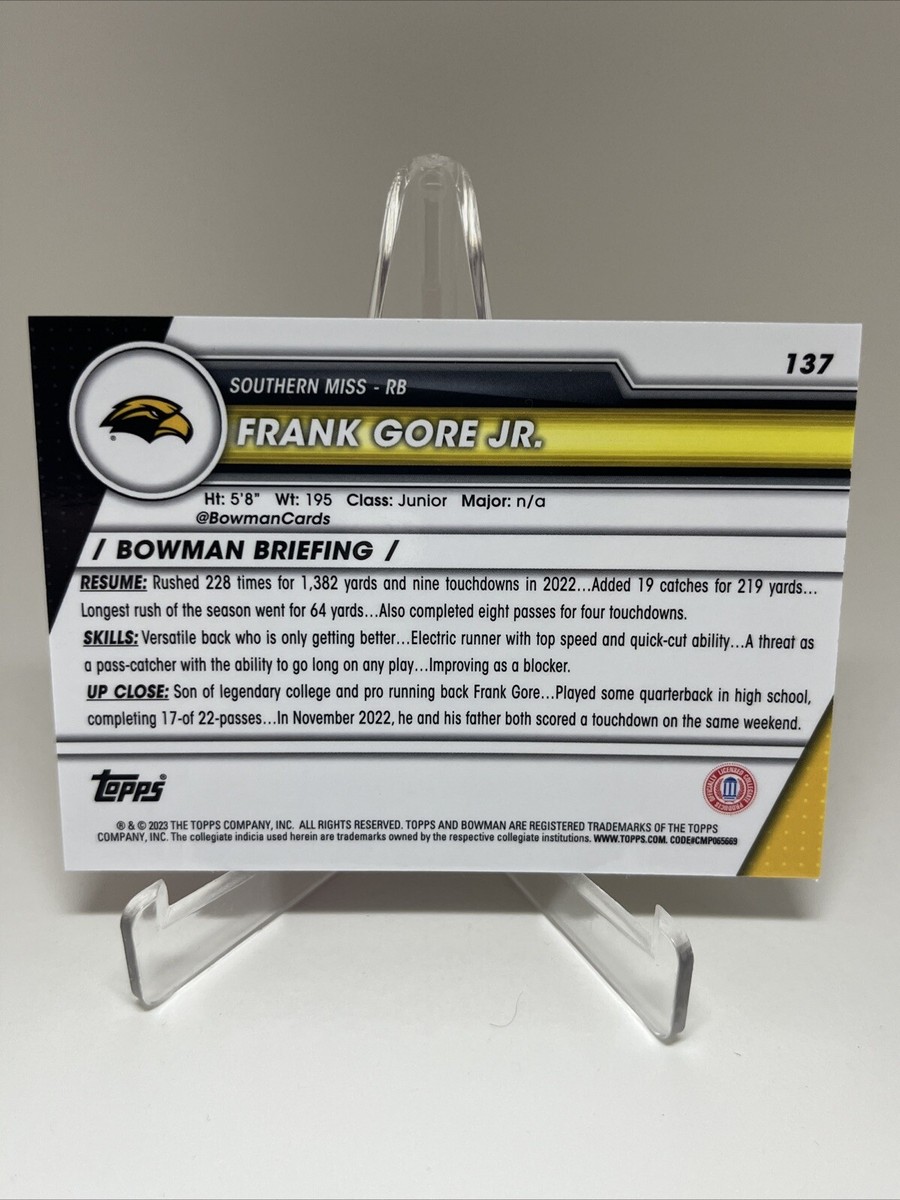 137
SOUTHERN MISS - RB
FRANK GORE JR.
Ht: 5'8" Wt: 195 Class: Junior Major: n/a
@BowmanCards
/ BOWMAN BRIEFING /
RESUME: Rushed 228 times for 1,382 yards and nine touchdowns in 2022...Added 19 catches for 219 yards...
Longest rush of the season went for 64 yards...Also completed eight passes for four touchdowns.
SKILLS: Versatile back who is only getting better...Electric runner with top speed and quick-cut ability...A threat as
a pass-catcher with the ability to go long on any play...Improving as a blocker.
UP CLOSE: Son of legendary college and pro running back Frank Gore...Played some quarterback in high school,
completing 17-of 22-passes...In November 2022, he and his father both scored a touchdown on the same weekend.
Topps®
OFFICIALLY LICENSED COLLEGIATE PRODUCTS
® & © 2023 THE TOPPS COMPANY, INC. ALL RIGHTS RESERVED. TOPPS AND BOWMAN ARE REGISTERED TRADEMARKS OF THE TOPPS
COMPANY, INC. The collegiate indicia used herein are trademarks owned by the respective collegiate institutions. WWW.TOPPS.COM. CODE#CMP065669